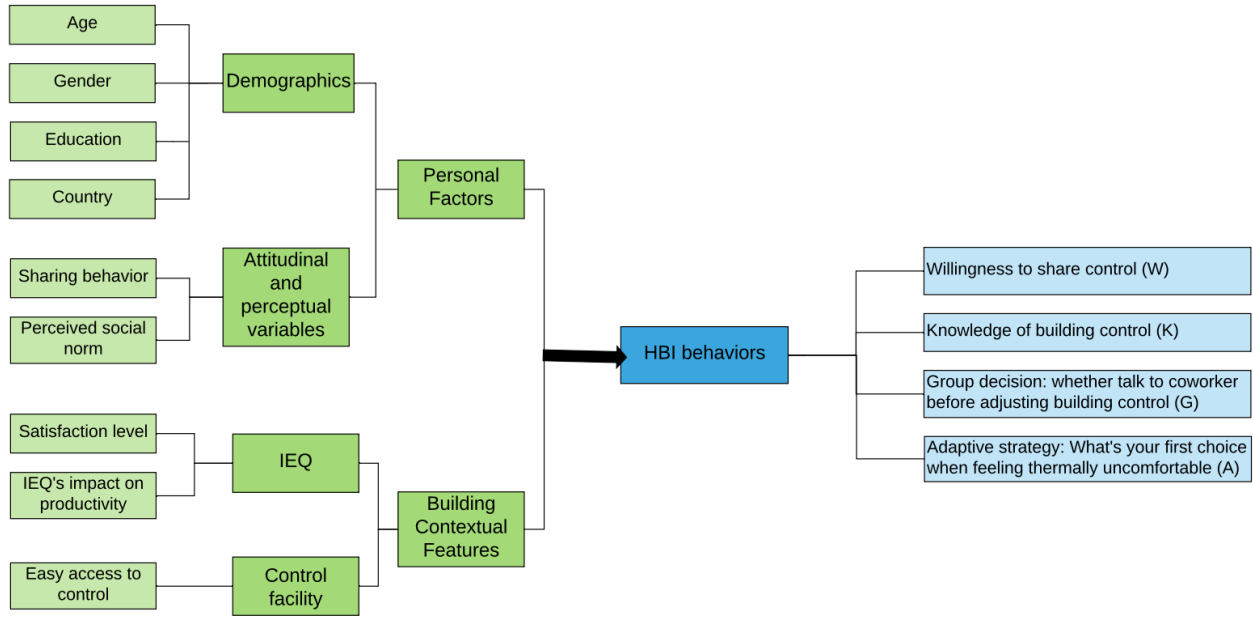 Age
Gender
Education
Country
Demographics
Sharing behavior
Perceived social
norm
Attitudinal
and
perceptual
variables
Personal
Factors
Satisfaction level
IEQ's impact on
productivity
IEQ
Easy access to
control
Control
facility
Building
Contextual
Features
HBI behaviors
Willingness to share control (W)
Knowledge of building control (K)
Group decision: whether talk to coworker
before adjusting building control (G)
Adaptive strategy: What's your first choice
when feeling thermally uncomfortable (A)